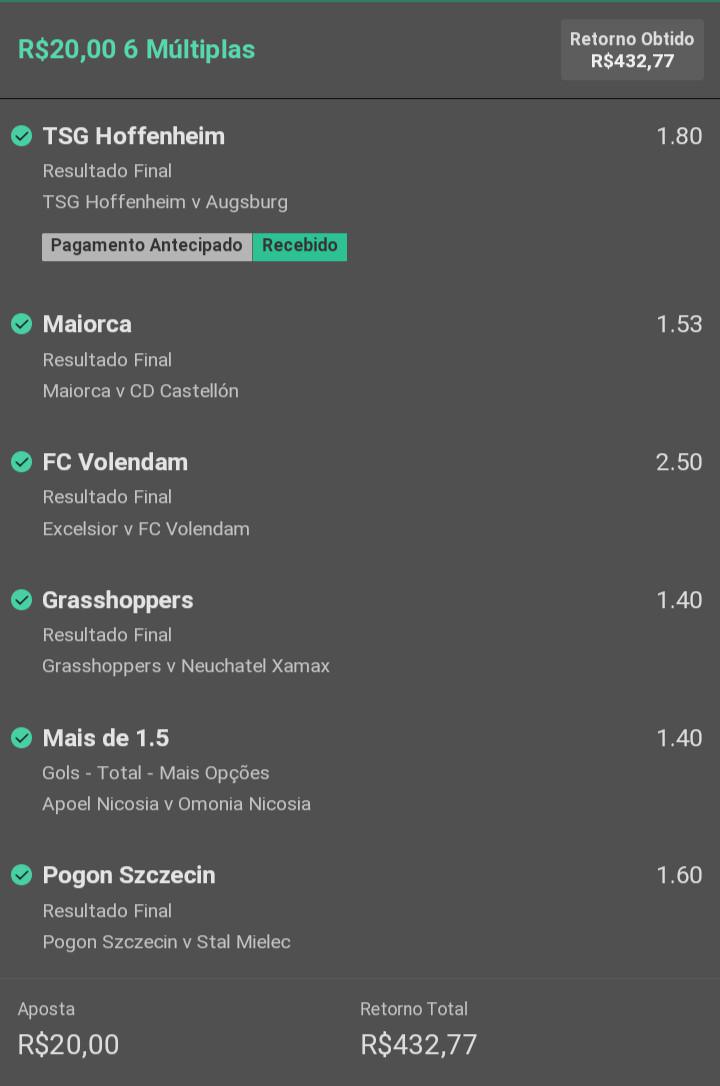 R$20,00 6 Múltiplas
Retorno Obtido
R$432,77
TSG Hoffenheim 1.80
Resultado Final
TSG Hoffenheim v Augsburg
Pagamento Antecipado Recebido
Maiorca 1.53
Resultado Final
Maiorca v CD Castellón
FC Volendam 2.50
Resultado Final
Excelsior v FC Volendam
Grasshoppers 1.40
Resultado Final
Grasshoppers v Neuchatel Xamax
Mais de 1.5 1.40
Gols - Total - Mais Opções
Apoel Nicosia v Omonia Nicosia
Pogon Szczecin 1.60
Resultado Final
Pogon Szczecin v Stal Mielec
Aposta Retorno Total
R$20,00 R$432,77